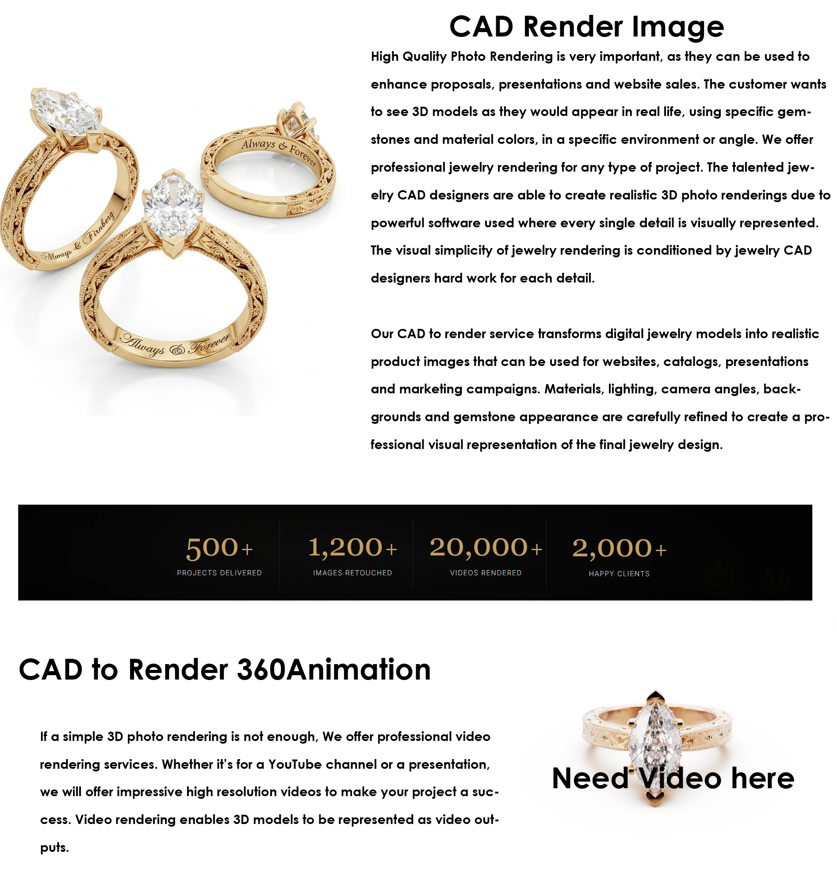 CAD Render Image
High Quality Photo Rendering is very important, as they can be used to
enhance proposals, presentations and website sales. The customer wants
to see 3D models as they would appear in real life, using specific gem-
stones and material colors, in a specific environment or angle. We offer
professional jewelry rendering for any type of project. The talented jew-
elry CAD designers are able to create realistic 3D photo renderings due to
powerful software used where every single detail is visually represented.
The visual simplicity of jewelry rendering is conditioned by jewelry CAD
designers hard work for each detail.
Our CAD to render service transforms digital jewelry models into realistic
product images that can be used for websites, catalogs, presentations
and marketing campaigns. Materials, lighting, camera angles, back-
grounds and gemstone appearance are carefully refined to create a pro-
fessional visual representation of the final jewelry design.
Always & Forever
Always &
Always & Forever
500+
PROJECTS DELIVERED
1,200+
IMAGES RETOUCHED
20,000+
VIDEOS RENDERED
2,000+
HAPPY CLIENTS
CAD to Render 360Animation
If a simple 3D photo rendering is not enough, We offer professional video
rendering services. Whether it's for a YouTube channel or a presentation,
we will offer impressive high resolution videos to make your project a suc-
cess. Video rendering enables 3D models to be represented as video out-
puts.
Need Video here